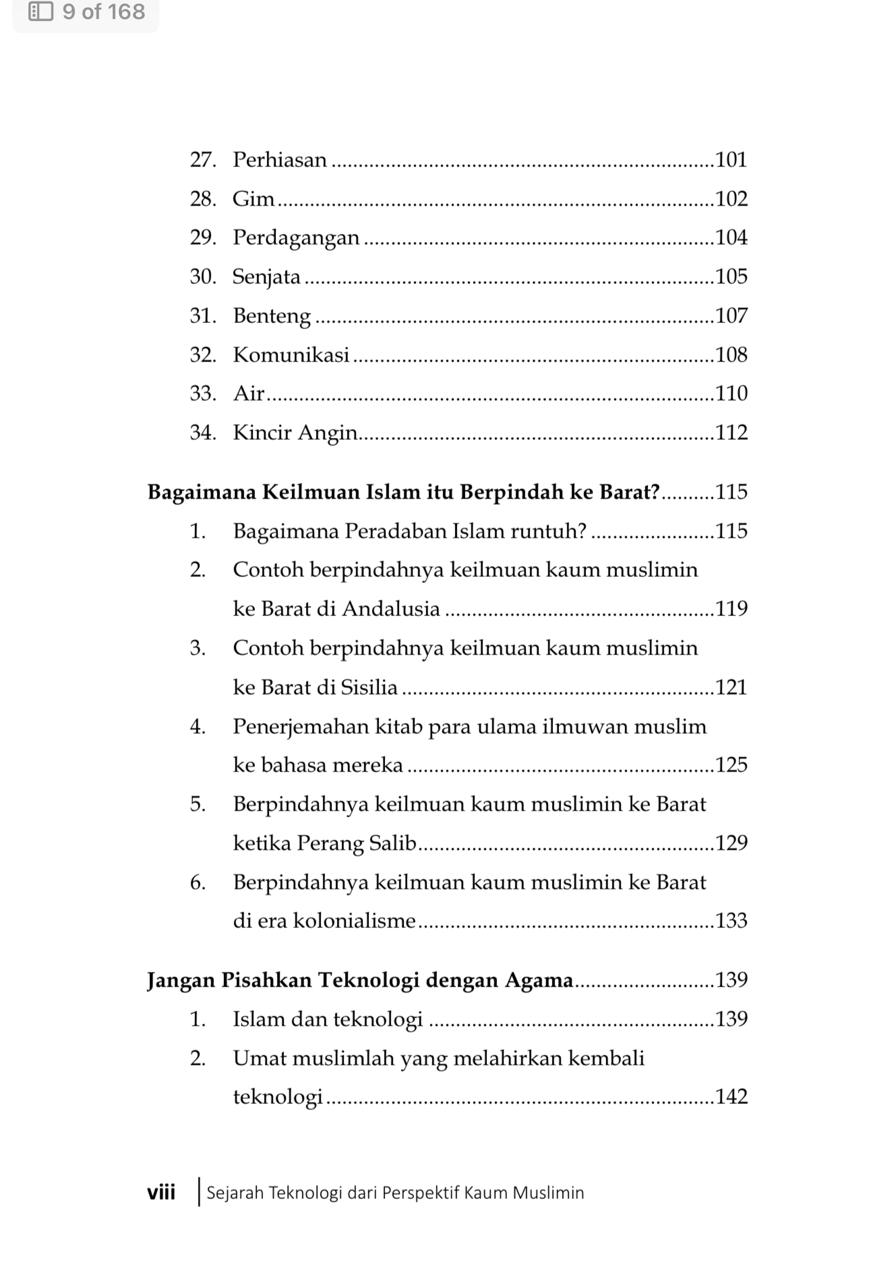 9 of 168
27. Perhiasan ........................................................................101
28. Gim..................................................................................102
29. Perdagangan ..................................................................104
30. Senjata .............................................................................105
31. Benteng ...........................................................................107
32. Komunikasi ....................................................................108
33. Air....................................................................................110
34. Kincir Angin...................................................................112
Bagaimana Keilmuan Islam itu Berpindah ke Barat?..........115
1. Bagaimana Peradaban Islam runtuh? .......................115
2. Contoh berpindahnya keilmuan kaum muslimin
ke Barat di Andalusia ...................................................119
3. Contoh berpindahnya keilmuan kaum muslimin
ke Barat di Sisilia ...........................................................121
4. Penerjemahan kitab para ulama ilmuwan muslim
ke bahasa mereka ..........................................................125
5. Berpindahnya keilmuan kaum muslimin ke Barat
ketika Perang Salib........................................................129
6. Berpindahnya keilmuan kaum muslimin ke Barat
di era kolonialisme........................................................133
Jangan Pisahkan Teknologi dengan Agama..........................139
1. Islam dan teknologi ......................................................139
2. Umat muslimlah yang melahirkan kembali
teknologi .........................................................................142
viii Sejarah Teknologi dari Perspektif Kaum Muslimin